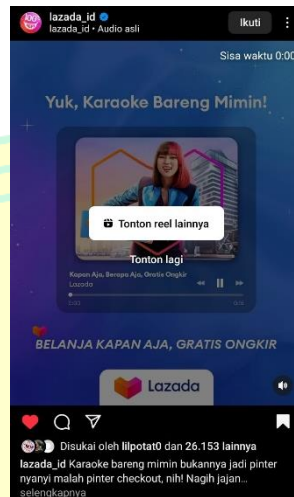 lazada_id
lazada_id • Audio asli
Ikuti
Sisa waktu 0:00
Yuk, Karaoke Bareng Mimin!
Tonton reel lainnya
Tonton lagi
Kapan Aja, Berapa Aja, Gratis Ongkir
Lazada
BELANJA KAPAN AJA, GRATIS ONGKIR
Lazada
Disukai oleh lilpotat0 dan 26.153 lainnya
lazada_id Karaoke bareng mimin bukannya jadi pinter
nyanyi malah pinter checkout, nih! Nagih jajan...
selengkapnya